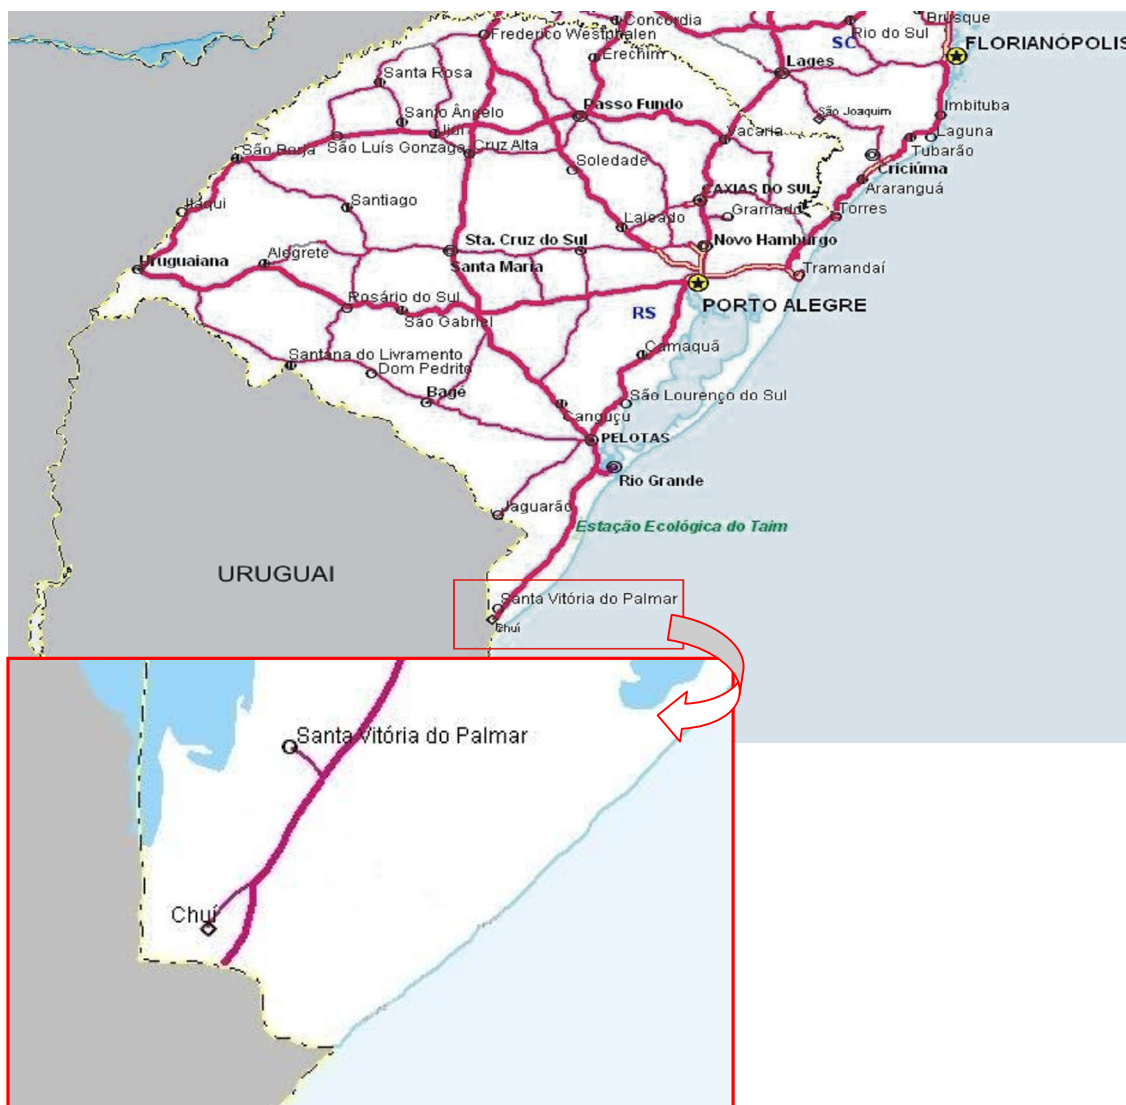 Concordia
Brusque
Frederico Westphalen
Rio do Sul
SC
FLORIANÓPOLIS
Erechim
Lages
Santa Rosa
Imbituba
Passo Fundo
São Joaquim
Santo Ângelo
Ijuí
Vacaria
Laguna
São Borja
São Luís Gonzaga
Cruz Alta
Tubarão
Soledade
Criciúma
Araranguá
CAXIAS DO SUL
Itaqui
Santiago
Lajeado
Gramado
Torres
Sta. Cruz do Sul
Novo Hamburgo
Uruguaiana
Alegrete
Santa Maria
Tramandaí
Rosário do Sul
PORTO ALEGRE
São Gabriel
RS
Santana do Livramento
Camaquã
Dom Pedrito
Bagé
São Lourenço do Sul
Canguçu
PELOTAS
Rio Grande
Jaguarão
Estação Ecológica do Taim
URUGUAI
Santa Vitória do Palmar
Chuí
Santa Vitória do Palmar
Chuí